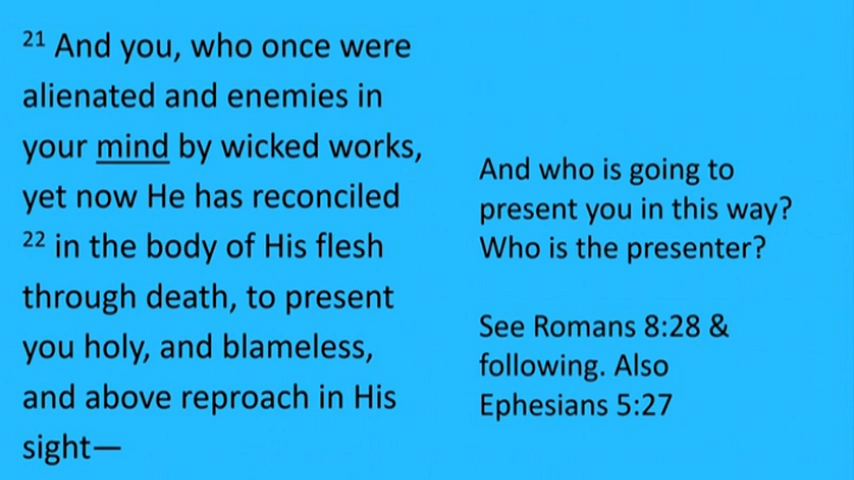 21 And you, who once were
alienated and enemies in
your mind by wicked works,
yet now He has reconciled
22 in the body of His flesh
through death, to present
you holy, and blameless,
and above reproach in His
sight—
And who is going to
present you in this way?
Who is the presenter?
See Romans 8:28 &
following. Also
Ephesians 5:27